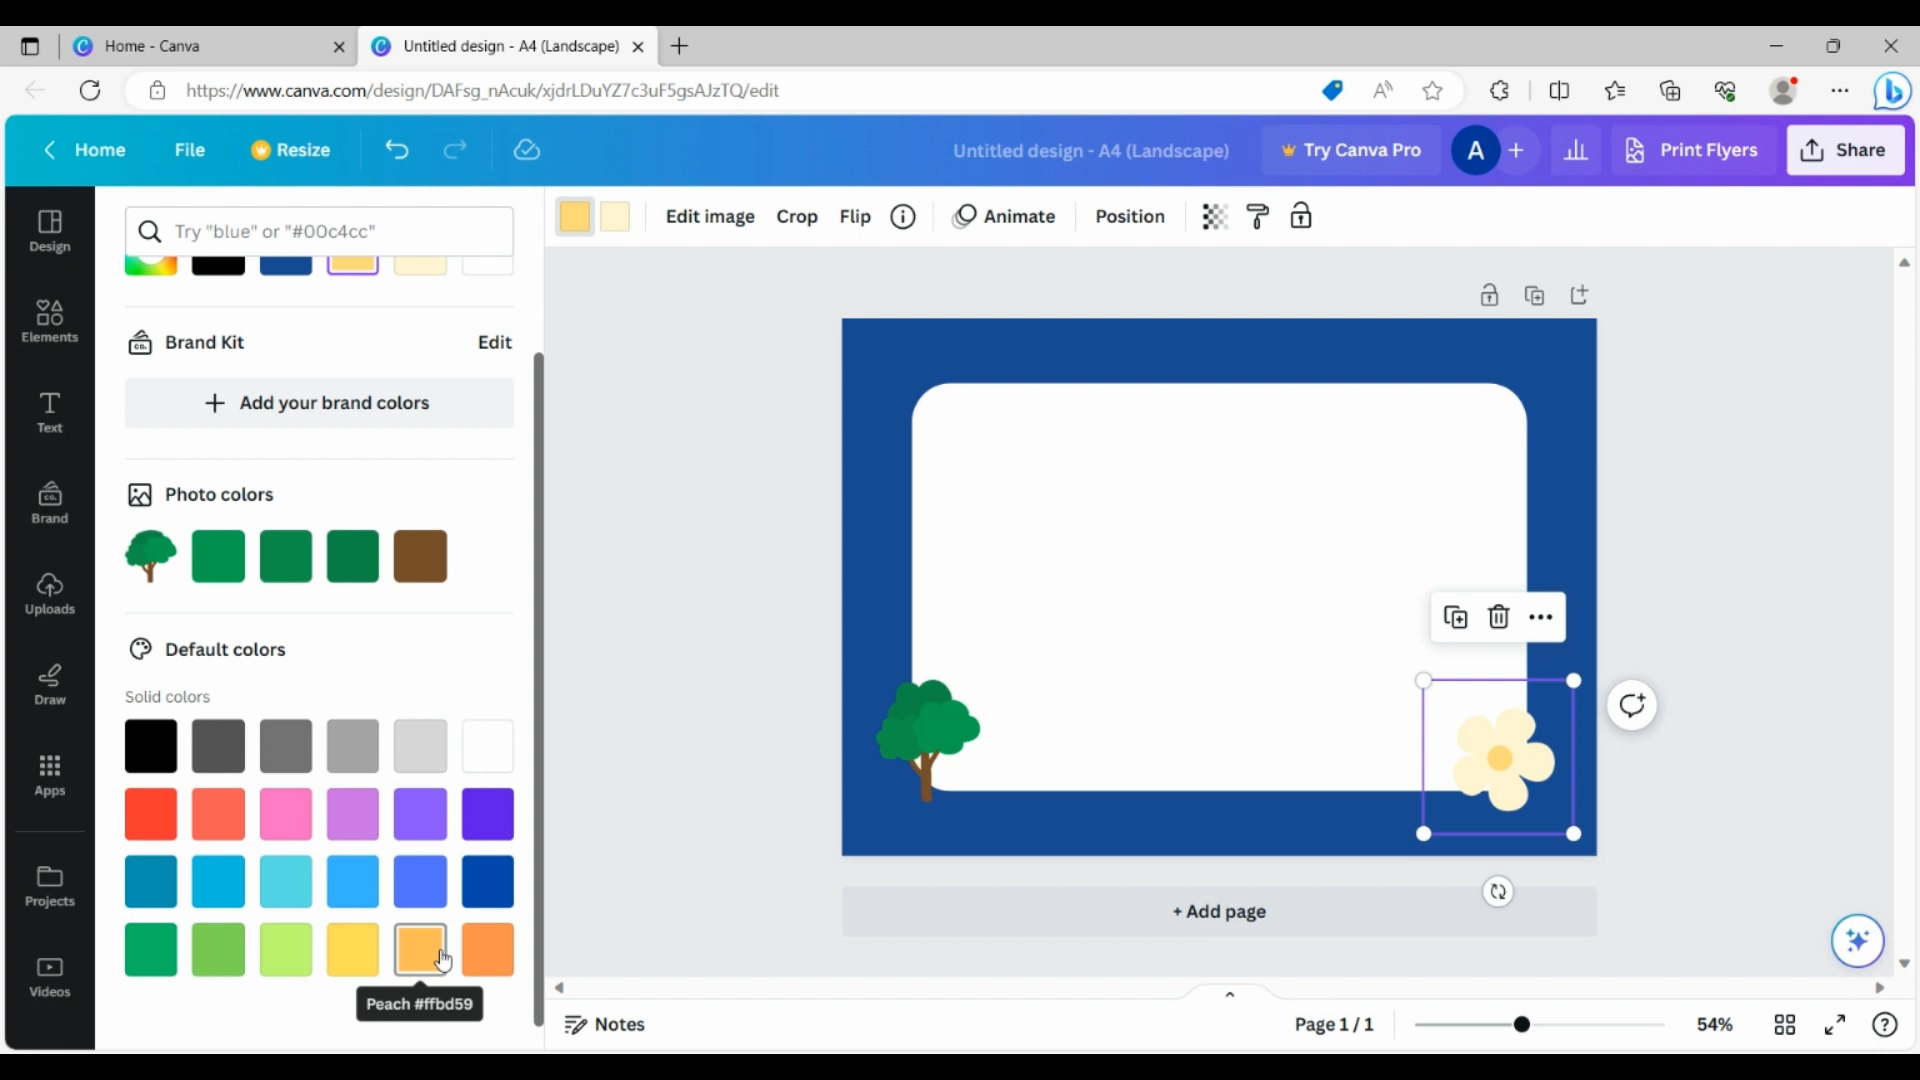 Home - Canva
Untitled design - A4 (Landscape)
https://www.canva.com/design/DAFsg_nAcuk/xjdrLDuYZ7c3uF5gsAJzTQ/edit
Home
File
Resize
Untitled design - A4 (Landscape)
Try Canva Pro
A
Print Flyers
Share
Design
Elements
Text
Brand
Uploads
Draw
Apps
Projects
Videos
Try "blue" or "#00c4cc"
Brand Kit
Edit
Add your brand colors
Photo colors
Default colors
Solid colors
Peach #ffbd59
Edit image
Crop
Flip
Animate
Position
+ Add page
Notes
Page 1 / 1
54%